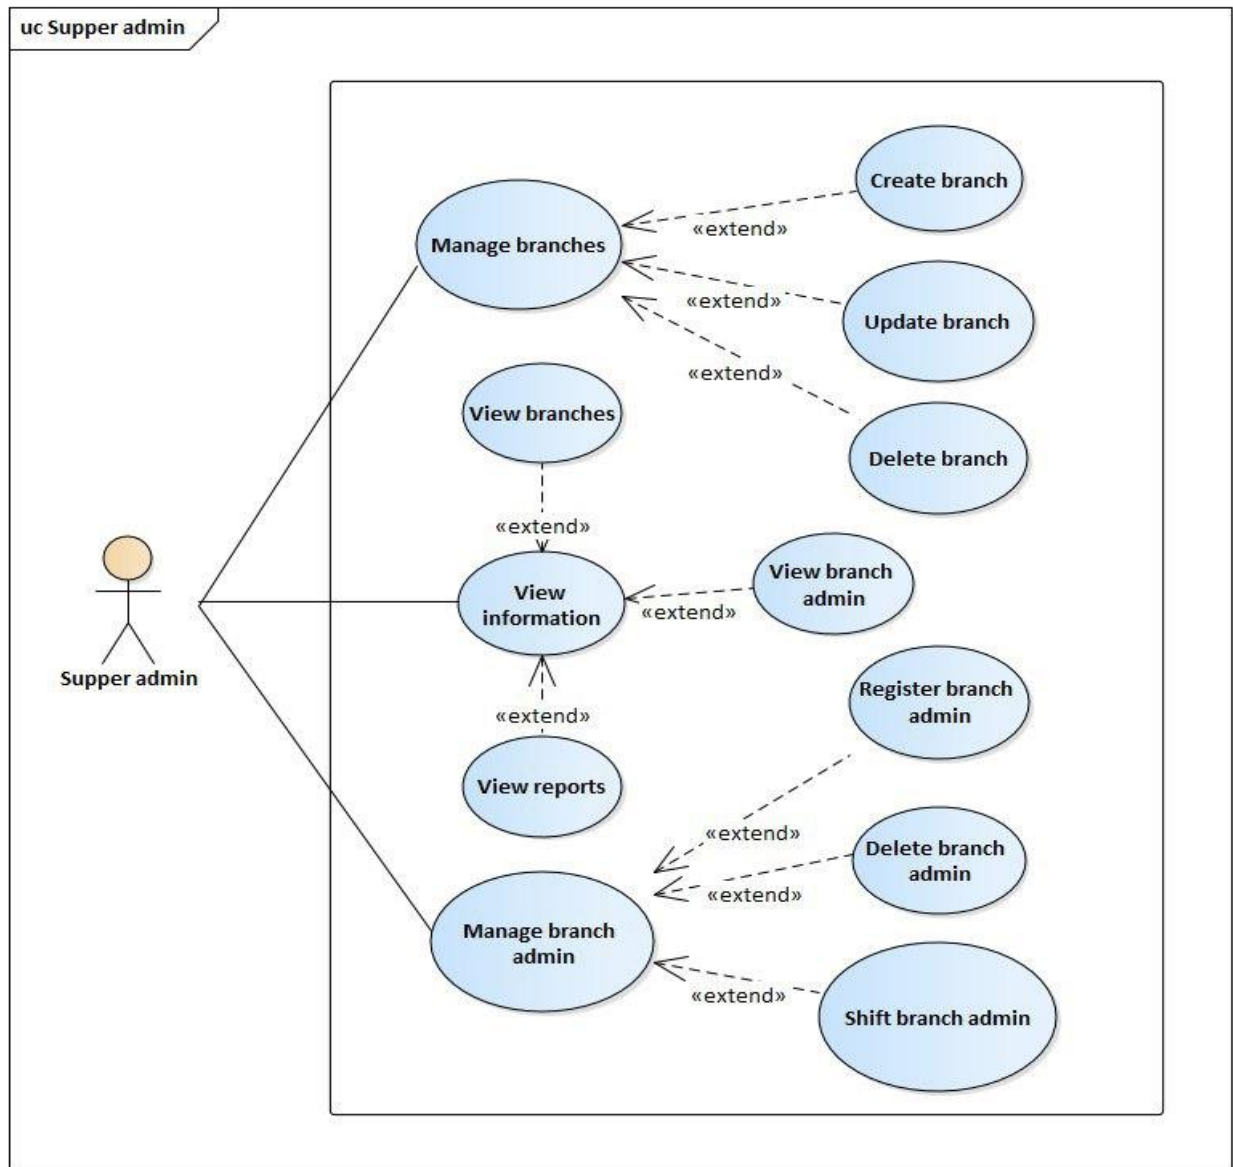 uc Supper admin
Create branch
«extend»
Manage branches
«extend»
Update branch
«extend»
View branches
Delete branch
«extend»
View branch
admin
View
information
«extend»
Supper admin
Register branch
admin
«extend»
View reports
«extend»
Delete branch
admin
«extend»
Manage branch
admin
«extend»
Shift branch admin